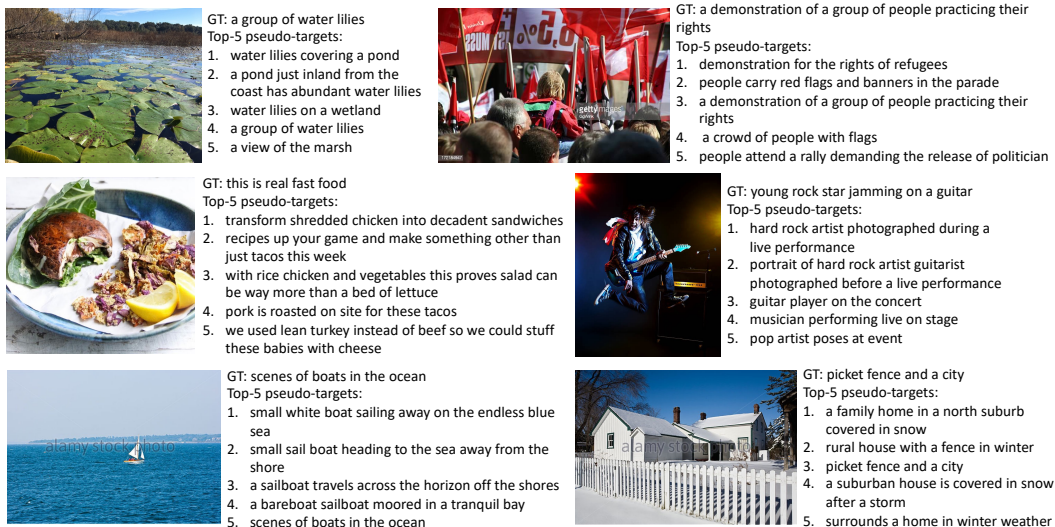 GT: a group of water lilies
Top-5 pseudo-targets:
1. water lilies covering a pond
2. a pond just inland from the
coast has abundant water lilies
3. water lilies on a wetland
4. a group of water lilies
5. a view of the marsh
GT: a demonstration of a group of people practicing their
rights
Top-5 pseudo-targets:
1. demonstration for the rights of refugees
2. people carry red flags and banners in the parade
3. a demonstration of a group of people practicing their
rights
4. a crowd of people with flags
5. people attend a rally demanding the release of politician
6,5%
MUSS
gettyimages
GT: this is real fast food
Top-5 pseudo-targets:
1. transform shredded chicken into decadent sandwiches
2. recipes up your game and make something other than
just tacos this week
3. with rice chicken and vegetables this proves salad can
be way more than a bed of lettuce
4. pork is roasted on site for these tacos
5. we used lean turkey instead of beef so we could stuff
these babies with cheese
GT: young rock star jamming on a guitar
Top-5 pseudo-targets:
1. hard rock artist photographed during a
live performance
2. portrait of hard rock artist guitarist
photographed before a live performance
3. guitar player on the concert
4. musician performing live on stage
5. pop artist poses at event
GT: scenes of boats in the ocean
Top-5 pseudo-targets:
1. small white boat sailing away on the endless blue
sea
2. small sail boat heading to the sea away from the
shore
3. a sailboat travels across the horizon off the shores
4. a bareboat sailboat moored in a tranquil bay
5. scenes of boats in the ocean
alamy stock photo
GT: picket fence and a city
Top-5 pseudo-targets:
1. a family home in a north suburb
covered in snow
2. rural house with a fence in winter
3. picket fence and a city
4. a suburban house is covered in snow
after a storm
5. surrounds a home in winter weather
alamy stock photo